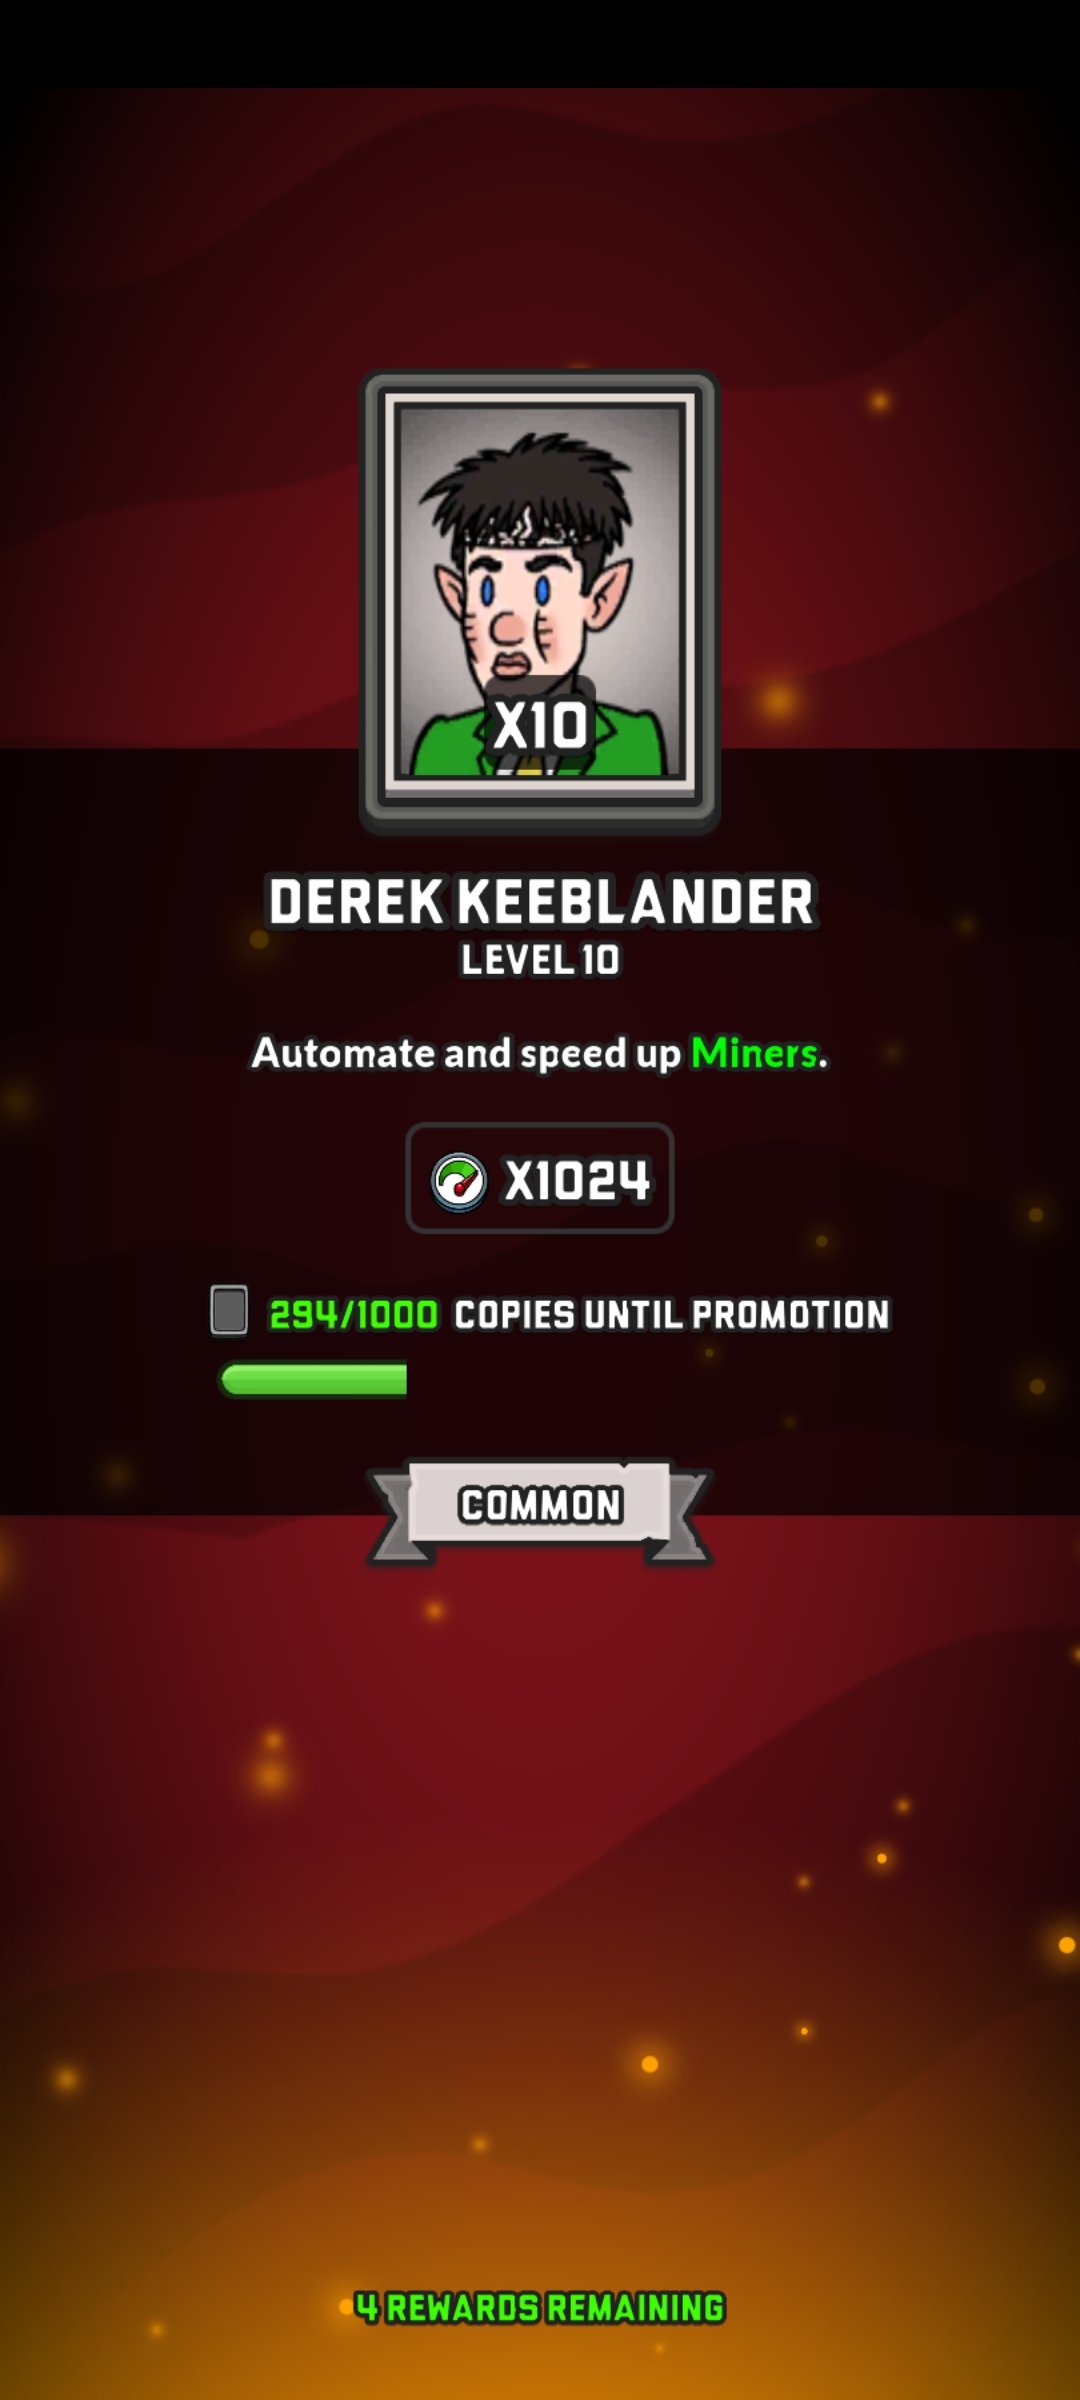 X10
DEREK KEEBLANDER
LEVEL 10
Automate and speed up Miners.
X1024
294/1000 COPIES UNTIL PROMOTION
COMMON
4 REWARDS REMAINING